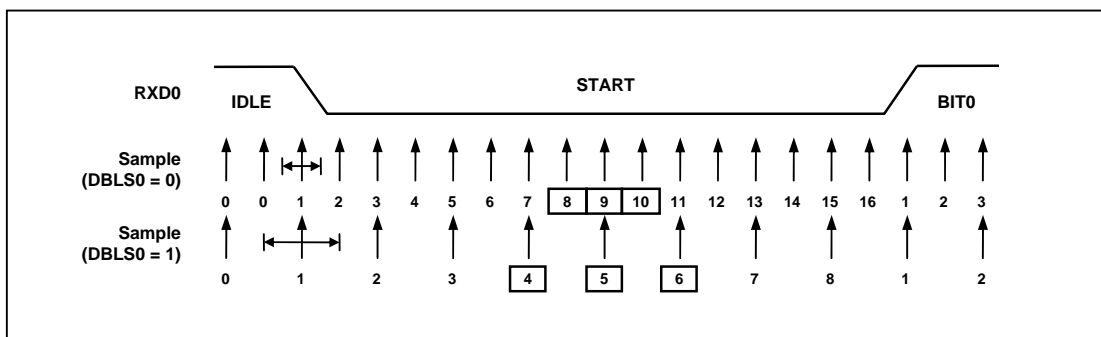 RXD0
IDLE
START
BIT0
Sample
(DBLS0 = 0)
0 0 1 2 3 4 5 6 7 8 9 10 11 12 13 14 15 16 1 2 3
Sample
(DBLS0 = 1)
0 1 2 3 4 5 6 7 8 1 2